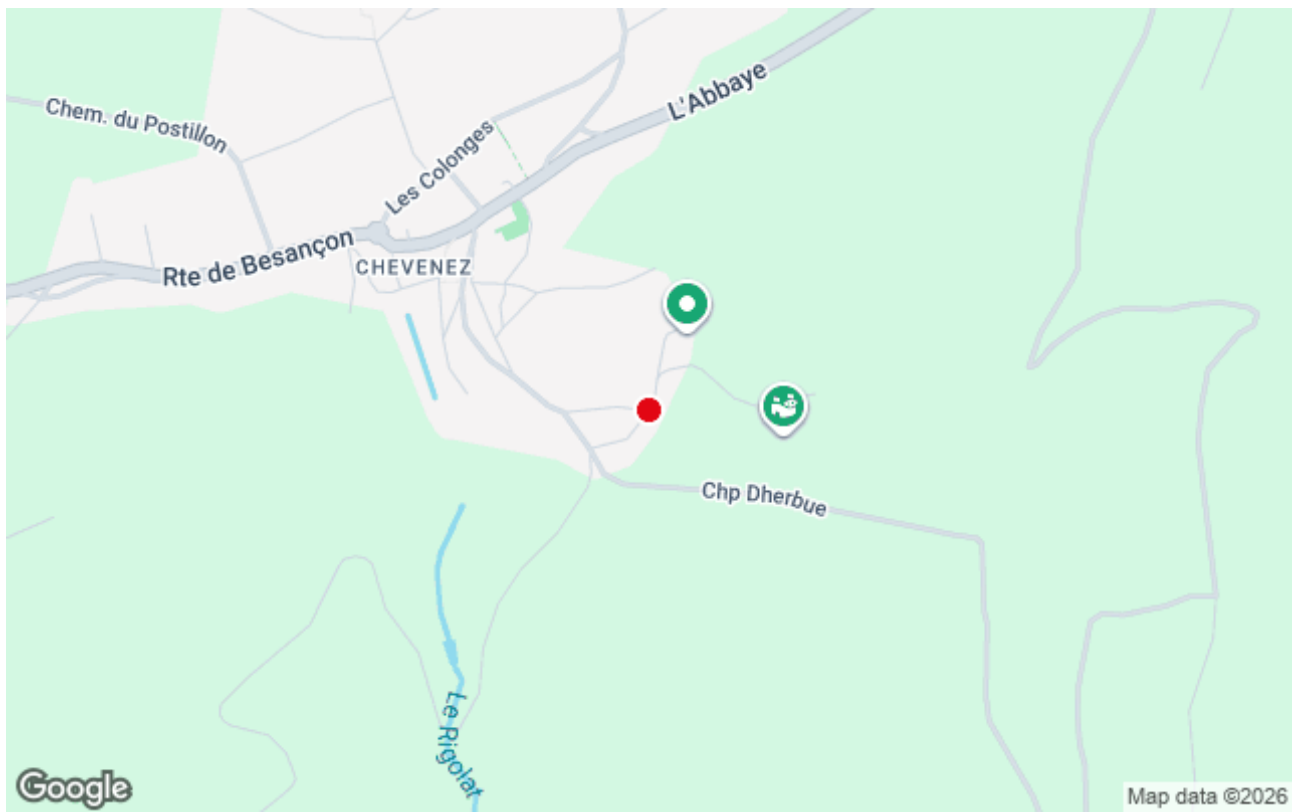 L'Abbaye
Chem. du Postillon
Les Colonges
Rte de Besançon
CHEVENEZ
Chp Dherbue
Le Rigolat
Google
Map data ©2026